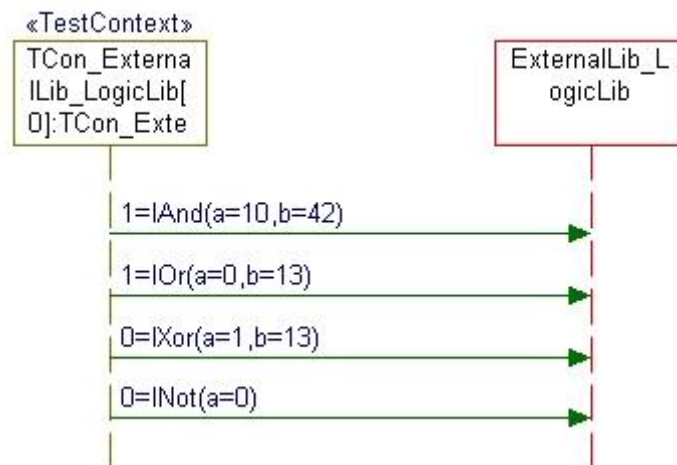 «TestContext»
TCon_Externa
lLib_LogicLib[
0]:TCon_Exte
ExternalLib_L
ogicLib
1=lAnd(a=10,b=42)
1=lOr(a=0,b=13)
0=lXor(a=1,b=13)
0=lNot(a=0)